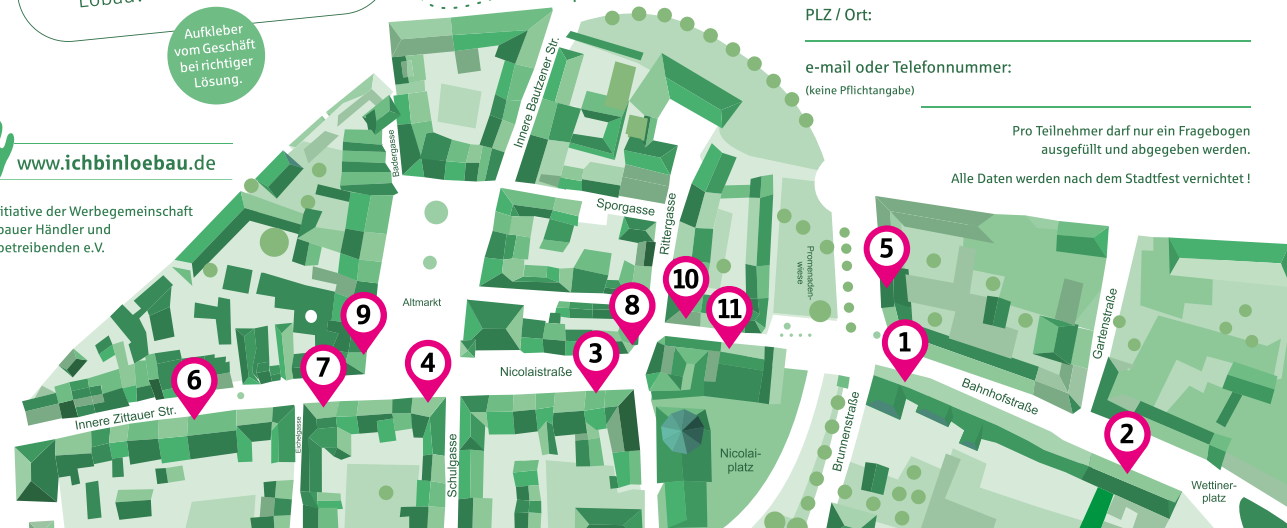 Aufkleber
vom Geschäft
bei richtiger
Lösung.
www.ichbinloebau.de
itiative der Werbegemeinschaft
bauer Händler und
betreibenden e.V.
PLZ / Ort:
e-mail oder Telefonnummer:
(keine Pflichtangabe)
Pro Teilnehmer darf nur ein Fragebogen
ausgefüllt und abgegeben werden.
Alle Daten werden nach dem Stadtfest vernichtet !
Innere Bautzener Str.
Badergasse
Sporgasse
Rittergasse
Promenaden-
wiese
Altmarkt
Nicolaistraße
Innere Zittauer Str.
Eichelgasse
Schulgasse
Nicolai-
platz
Brunnenstraße
Bahnhofstraße
Gartenstraße
Wettiner-
platz
5
10
11
8
9
3
4
7
6
1
2